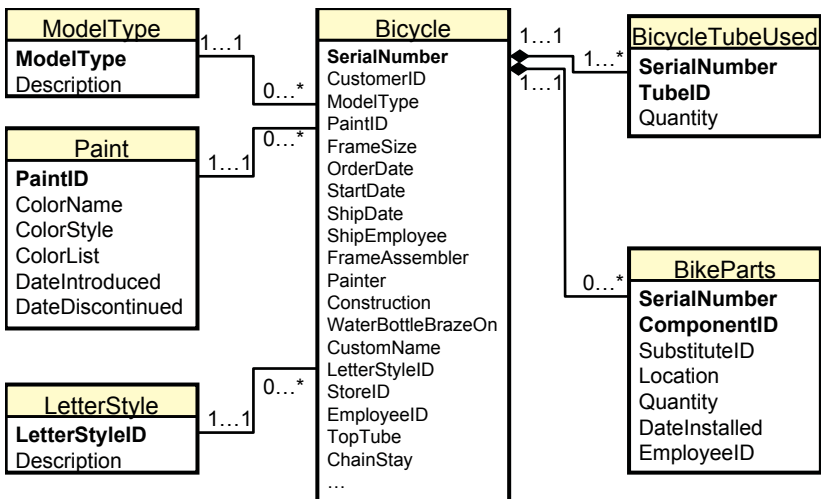 ModelType
ModelType
Description
1…1
0…*
Paint
PaintID
ColorName
ColorStyle
ColorList
DateIntroduced
DateDiscontinued
1…1
0…*
LetterStyle
LetterStyleID
Description
1…1
0…*
Bicycle
SerialNumber
CustomerID
ModelType
PaintID
FrameSize
OrderDate
StartDate
ShipDate
ShipEmployee
FrameAssembler
Painter
Construction
WaterBottleBrazeOn
CustomName
LetterStyleID
StoreID
EmployeeID
TopTube
ChainStay
…
1…1
1…*
1…1
0…*
BicycleTubeUsed
SerialNumber
TubeID
Quantity
BikeParts
SerialNumber
ComponentID
SubstituteID
Location
Quantity
DateInstalled
EmployeeID